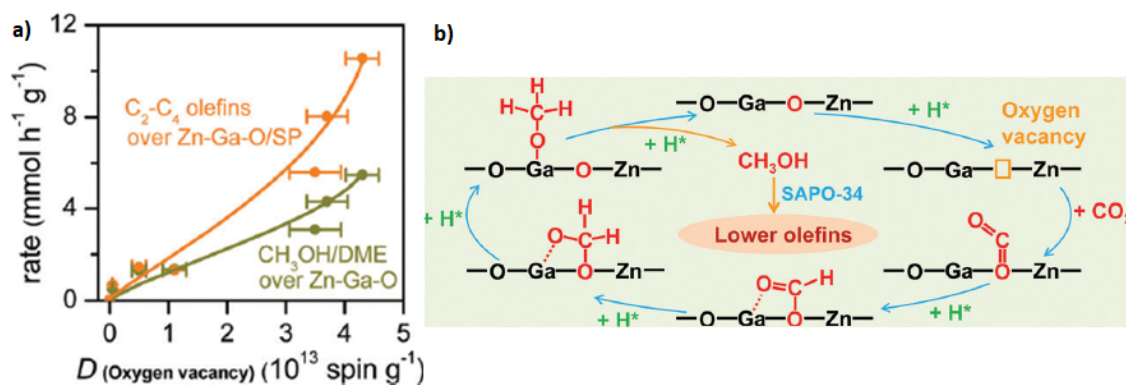 a)
12
8
4
0
rate (mmol h⁻¹ g⁻¹)
C₂-C₄ olefins
over Zn-Ga-O/SP
CH₃OH/DME
over Zn-Ga-O
0 1 2 3 4 5
D (Oxygen vacancy) (10¹³ spin g⁻¹)
b)
—O—Ga—O—Zn—
+ H*
Oxygen
vacancy
H
H C H
O
—O—Ga—O—Zn—
+ H*
CH₃OH
—O—Ga— —Zn—
SAPO-34
+ CO₂
+ H*
Lower olefins
H
O C H
—O—Ga—O—Zn—
O
C
—O—Ga—O—Zn—
O C H
—O—Ga—O—Zn—
+ H*
+ H*